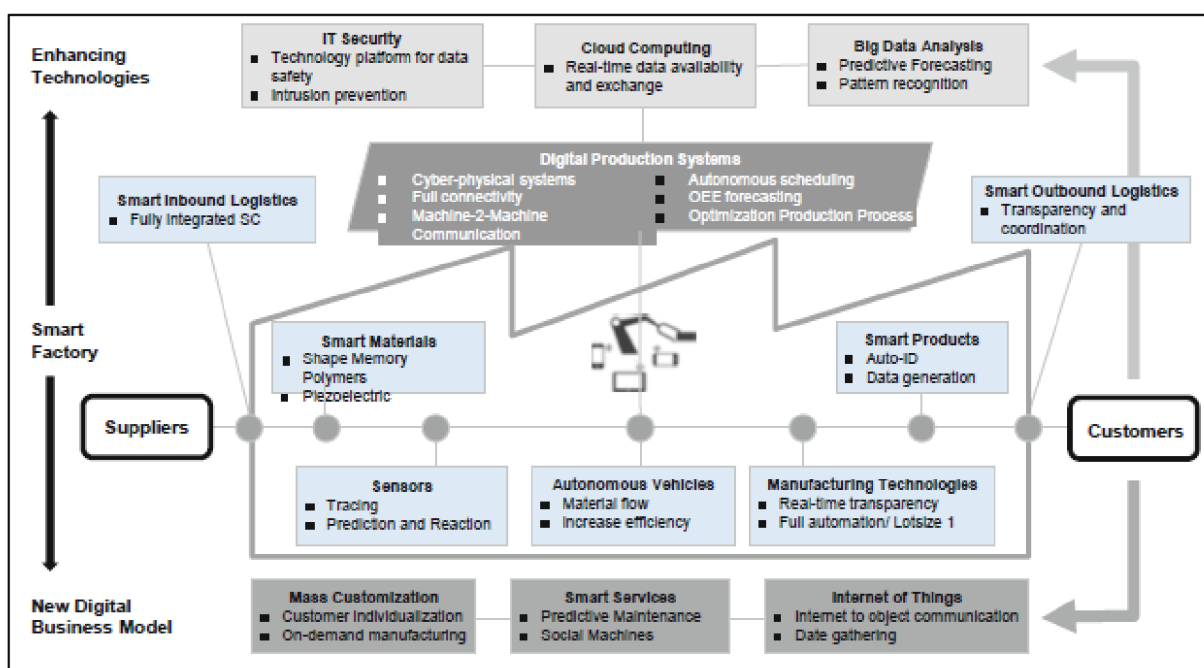 Enhancing
Technologies
IT Security
Technology platform for data
safety
Intrusion prevention
Cloud Computing
Real-time data availability
and exchange
Big Data Analysis
Predictive Forecasting
Pattern recognition
Digital Production Systems
Cyber-physical systems
Full connectivity
Machine-2-Machine
Communication
Autonomous scheduling
OEE forecasting
Optimization Production Process
Smart Inbound Logistics
Fully Integrated SC
Smart Outbound Logistics
Transparency and
coordination
Smart
Factory
Smart Materials
Shape Memory
Polymers
Piezoelectric
Smart Products
Auto-ID
Data generation
Suppliers
Customers
Sensors
Tracing
Prediction and Reaction
Autonomous Vehicles
Material flow
Increase efficiency
Manufacturing Technologies
Real-time transparency
Full automation/ Lotsize 1
New Digital
Business Model
Mass Customization
Customer Individualization
On-demand manufacturing
Smart Services
Predictive Maintenance
Social Machines
Internet of Things
Internet to object communication
Date gathering